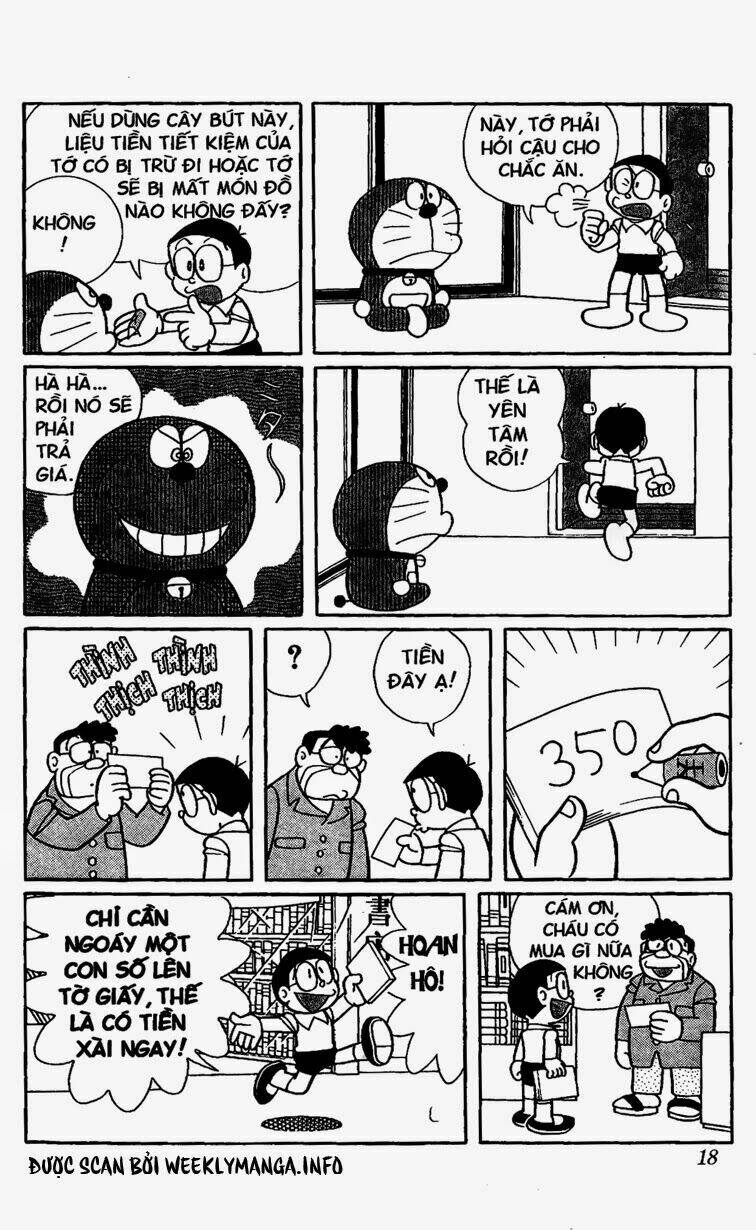 NÀY, TỚ PHẢI
HỎI CẬU CHO
CHẮC ĂN.
NẾU DÙNG CÂY BÚT NÀY,
LIỆU TIỀN TIẾT KIỆM CỦA
TỚ CÓ BỊ TRỪ ĐI HOẶC TỚ
SẼ BỊ MẤT MÓN ĐỒ
NÀO KHÔNG ĐẤY?
KHÔNG
!
THẾ LÀ
YÊN
TÂM
RỒI!
HÀ HÀ...
RỒI NÓ SẼ
PHẢI
TRẢ
GIÁ.
350
TIỀN
ĐÂY Ạ!
?
THÌNH
THỊCH
THÌNH
THỊCH
CÁM ƠN,
CHÁU CÓ
MUA GÌ NỮA
KHÔNG
?
HOAN
HÔ!
書
CHỈ CẦN
NGOÁY MỘT
CON SỐ LÊN
TỜ GIẤY, THẾ
LÀ CÓ TIỀN
XÀI NGAY!
ĐƯỢC SCAN BỞI WEEKLYMANGA.INFO
18